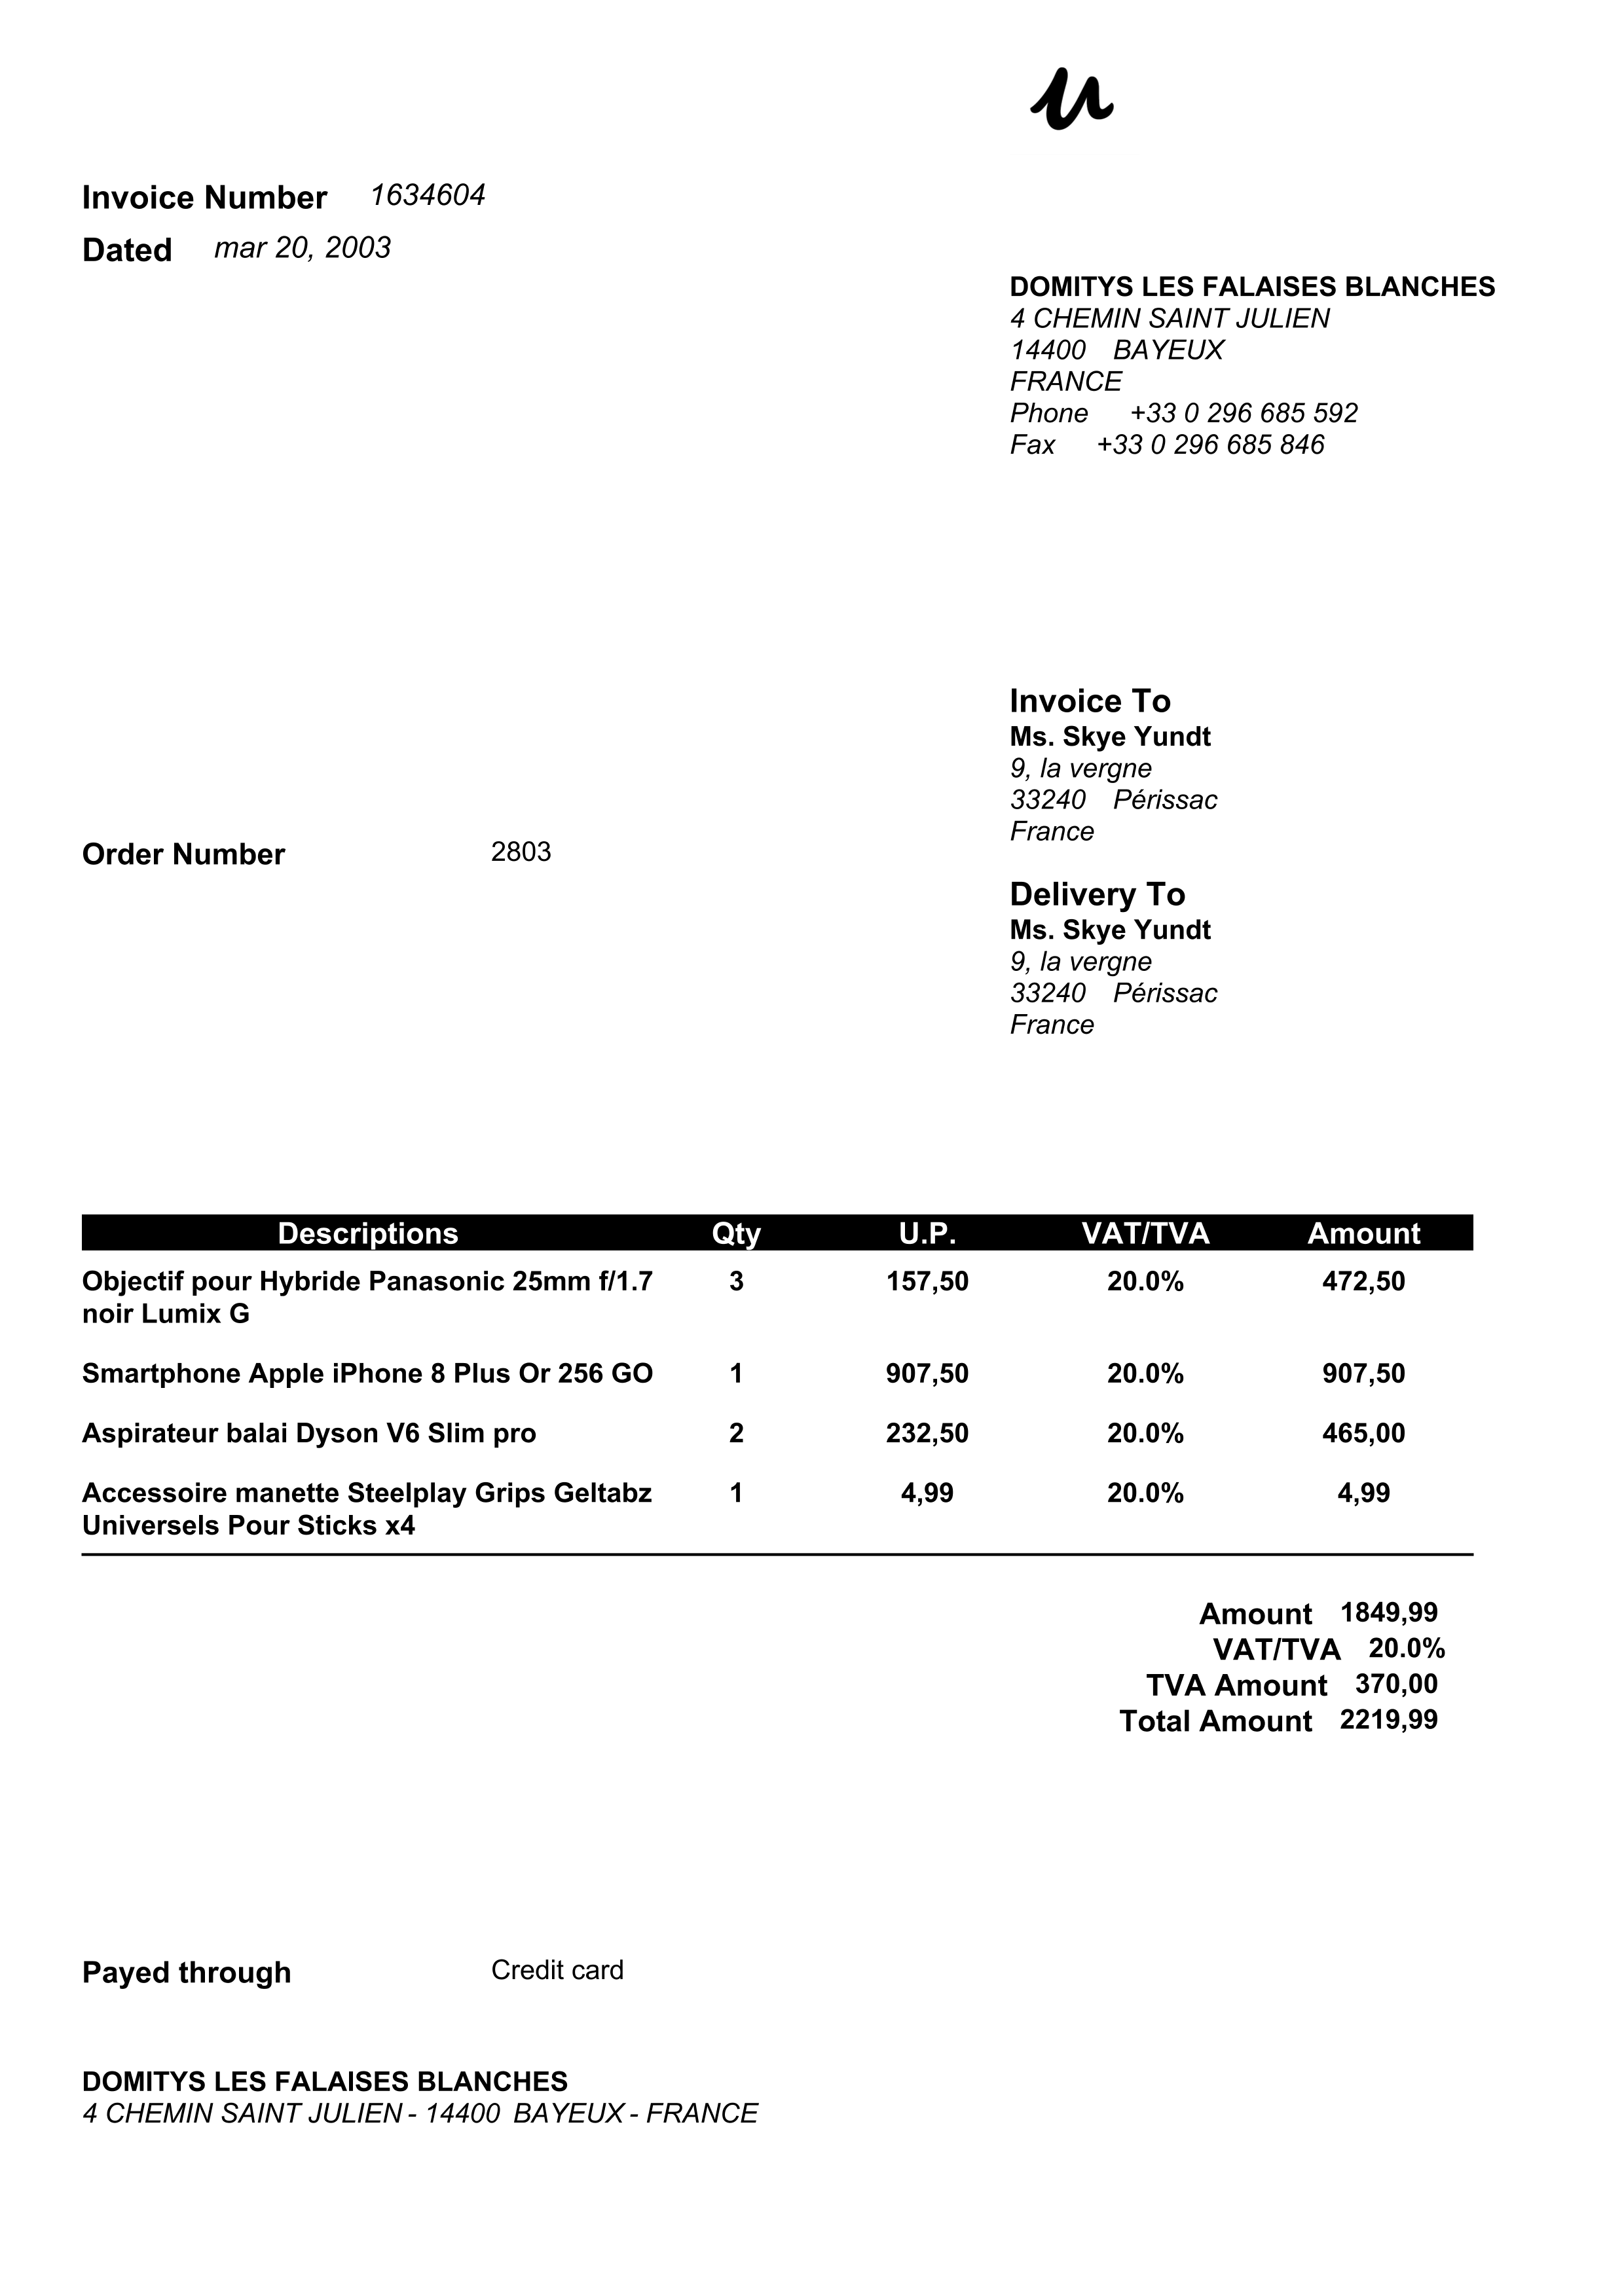 u
Invoice Number 1634604
Dated mar 20, 2003
DOMITYS LES FALAISES BLANCHES
4 CHEMIN SAINT JULIEN
14400 BAYEUX
FRANCE
Phone +33 0 296 685 592
Fax +33 0 296 685 846
Invoice To
Ms. Skye Yundt
9, la vergne
33240 Périssac
France
Order Number 2803
Delivery To
Ms. Skye Yundt
9, la vergne
33240 Périssac
France
Descriptions Qty U.P. VAT/TVA Amount
Objectif pour Hybride Panasonic 25mm f/1.7 3 157,50 20.0% 472,50
noir Lumix G
Smartphone Apple iPhone 8 Plus Or 256 GO 1 907,50 20.0% 907,50
Aspirateur balai Dyson V6 Slim pro 2 232,50 20.0% 465,00
Accessoire manette Steelplay Grips Geltabz 1 4,99 20.0% 4,99
Universels Pour Sticks x4
Amount 1849,99
VAT/TVA 20.0%
TVA Amount 370,00
Total Amount 2219,99
Payed through Credit card
DOMITYS LES FALAISES BLANCHES
4 CHEMIN SAINT JULIEN - 14400 BAYEUX - FRANCE